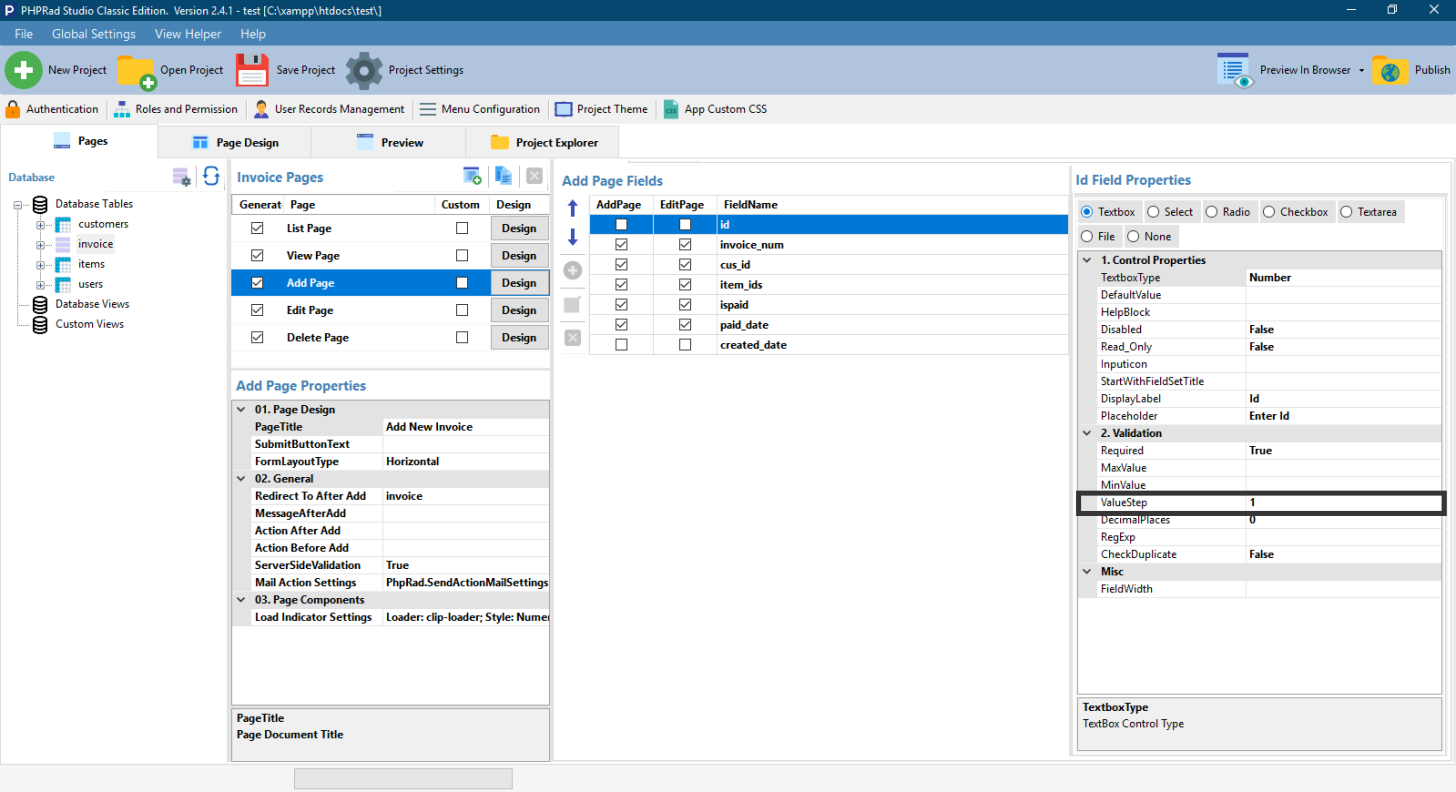 PHPRad Studio Classic Edition. Version 2.4.1 - test [C:\xampp\htdocs\test\]
File Global Settings View Helper Help
New Project Open Project Save Project Project Settings Preview In Browser Publish
Authentication Roles and Permission User Records Management Menu Configuration Project Theme App Custom CSS
Pages Page Design Preview Project Explorer
Database
Database Tables
customers
invoice
items
users
Database Views
Custom Views
Invoice Pages
Generat Page Custom Design
List Page Design
View Page Design
Add Page Design
Edit Page Design
Delete Page Design
Add Page Properties
01. Page Design
PageTitle Add New Invoice
SubmitButtonText
FormLayoutType Horizontal
02. General
Redirect To After Add invoice
MessageAfterAdd
Action After Add
Action Before Add
ServerSideValidation True
Mail Action Settings PhpRad.SendActionMailSettings
03. Page Components
Load Indicator Settings Loader: clip-loader; Style: Numer
PageTitle
Page Document Title
Add Page Fields
AddPage EditPage FieldName
id
invoice_num
cus_id
item_ids
ispaid
paid_date
created_date
Id Field Properties
Textbox Select Radio Checkbox Textarea
File None
1. Control Properties
TextboxType Number
DefaultValue
HelpBlock
Disabled False
Read_Only False
Inputicon
StartWithFieldSetTitle
DisplayLabel Id
Placeholder Enter Id
2. Validation
Required True
MaxValue
MinValue
ValueStep 1
DecimalPlaces 0
RegExp
CheckDuplicate False
Misc
FieldWidth
TextboxType
TextBox Control Type